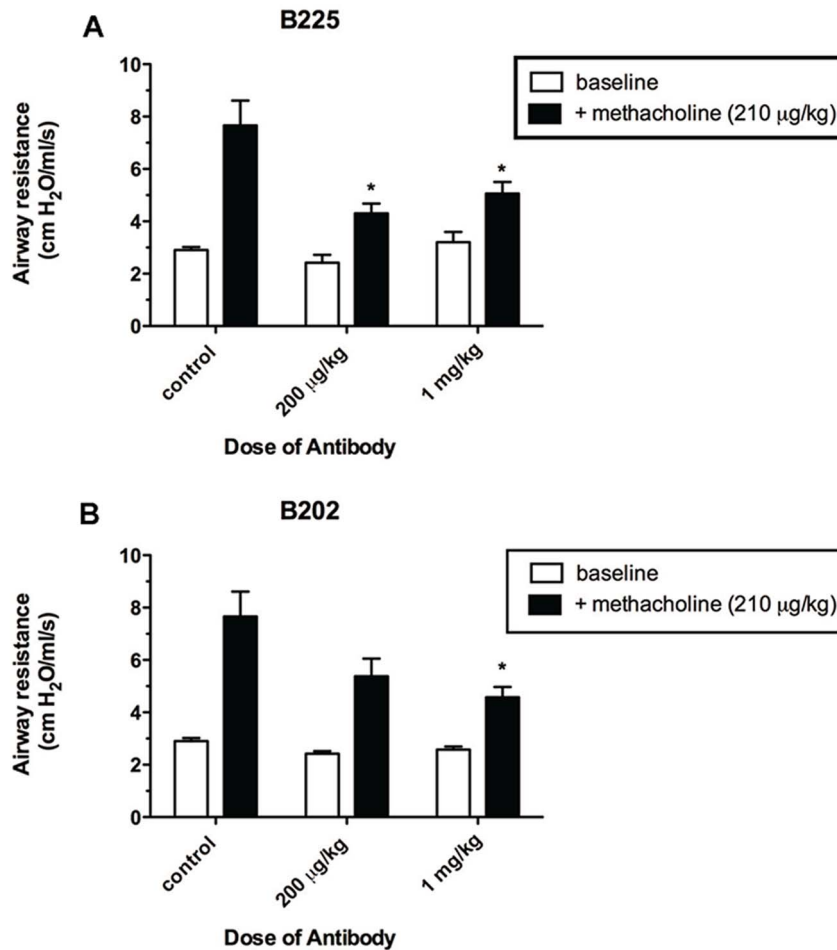 A
B225
10
8
6
4
2
0
Airway resistance
(cm H₂O/ml/s)
baseline
+ methacholine (210 μg/kg)
*
*
control
200 μg/kg
1 mg/kg
Dose of Antibody
B
B202
10
8
6
4
2
0
Airway resistance
(cm H₂O/ml/s)
baseline
+ methacholine (210 μg/kg)
*
control
200 μg/kg
1 mg/kg
Dose of Antibody